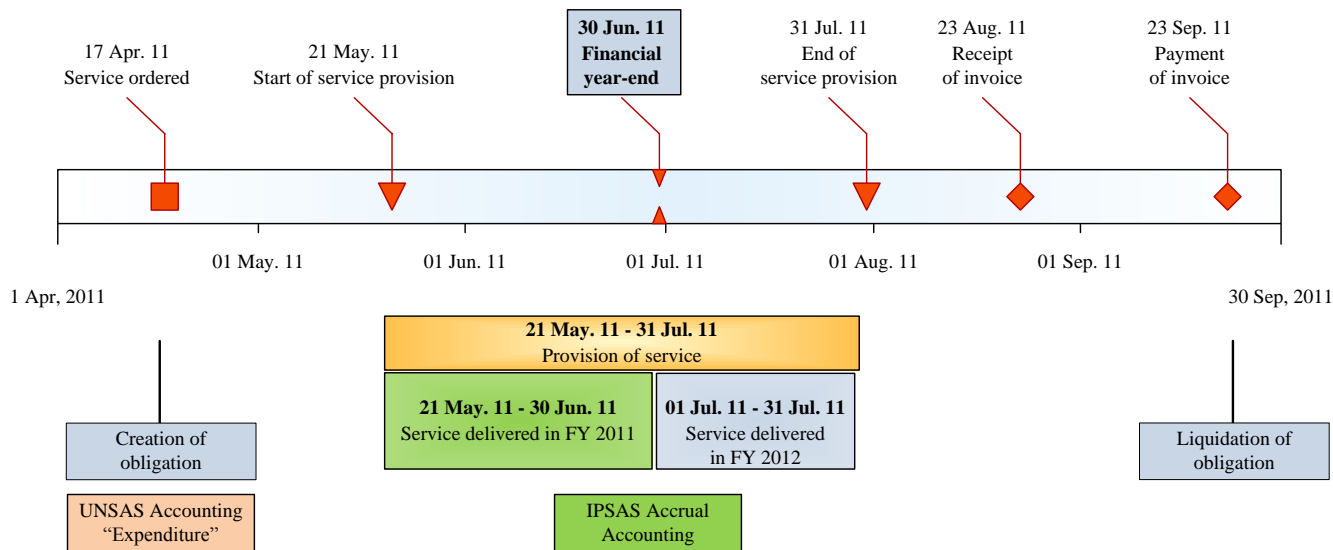 17 Apr. 11
Service ordered
21 May. 11
Start of service provision
30 Jun. 11
Financial
year-end
31 Jul. 11
End of
service provision
23 Aug. 11
Receipt
of invoice
23 Sep. 11
Payment
of invoice
01 May. 11
01 Jun. 11
01 Jul. 11
01 Aug. 11
01 Sep. 11
1 Apr, 2011
30 Sep, 2011
21 May. 11 - 31 Jul. 11
Provision of service
21 May. 11 - 30 Jun. 11
Service delivered in FY 2011
01 Jul. 11 - 31 Jul. 11
Service delivered
in FY 2012
Creation of
obligation
Liquidation of
obligation
UNSAS Accounting
“Expenditure”
IPSAS Accrual
Accounting